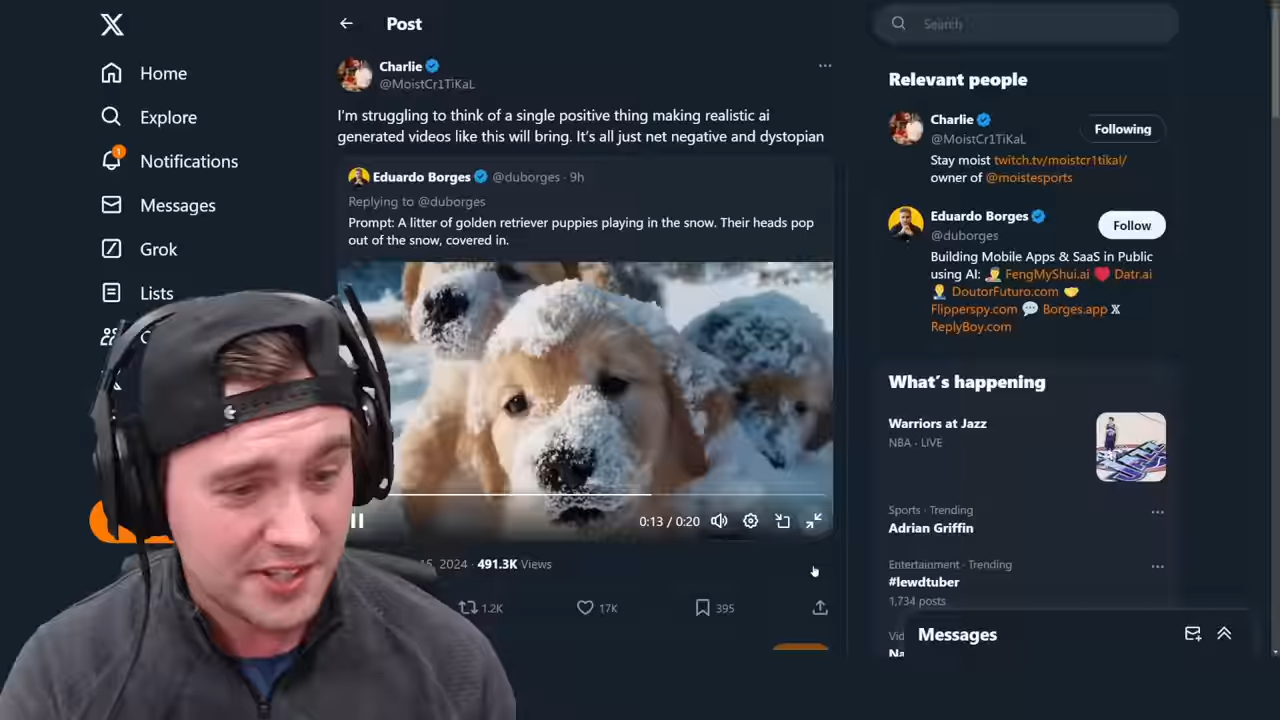 Home
Explore
1
Notifications
Messages
Grok
Lists
Post
Charlie
@MoistCr1TiKaL
I'm struggling to think of a single positive thing making realistic ai
generated videos like this will bring. It's all just net negative and dystopian
Eduardo Borges @duborges · 9h
Replying to @duborges
Prompt: A litter of golden retriever puppies playing in the snow. Their heads pop
out of the snow, covered in.
0:13 / 0:20
15, 2024 · 491.3K Views
1.2K
17K
395
Search
Relevant people
Charlie
@MoistCr1TiKaL
Following
Stay moist twitch.tv/moistcr1tikal/
owner of @moistesports
Eduardo Borges
@duborges
Follow
Building Mobile Apps & SaaS in Public
using AI: FengMyShui.ai Datr.ai
DoutorFuturo.com
Flipperspy.com Borges.app X
ReplyBoy.com
What's happening
Warriors at Jazz
NBA · LIVE
Sports · Trending
Adrian Griffin
Entertainment · Trending
#lewdtuber
1,734 posts
Messages